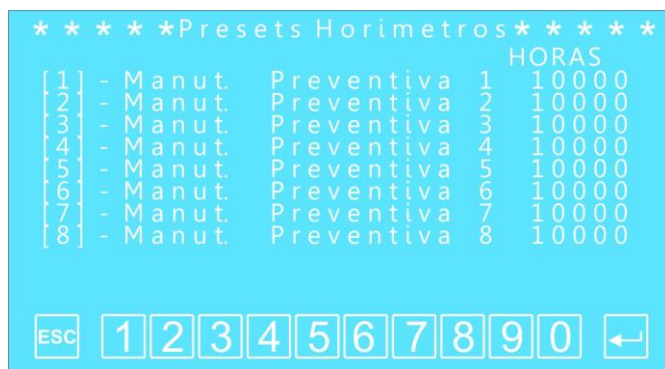 * * * * *Presets Horimetros* * * * *
HORAS
[1] - Manut. Preventiva 1 10000
[2] - Manut. Preventiva 2 10000
[3] - Manut. Preventiva 3 10000
[4] - Manut. Preventiva 4 10000
[5] - Manut. Preventiva 5 10000
[6] - Manut. Preventiva 6 10000
[7] - Manut. Preventiva 7 10000
[8] - Manut. Preventiva 8 10000
ESC 1 2 3 4 5 6 7 8 9 0 ↵